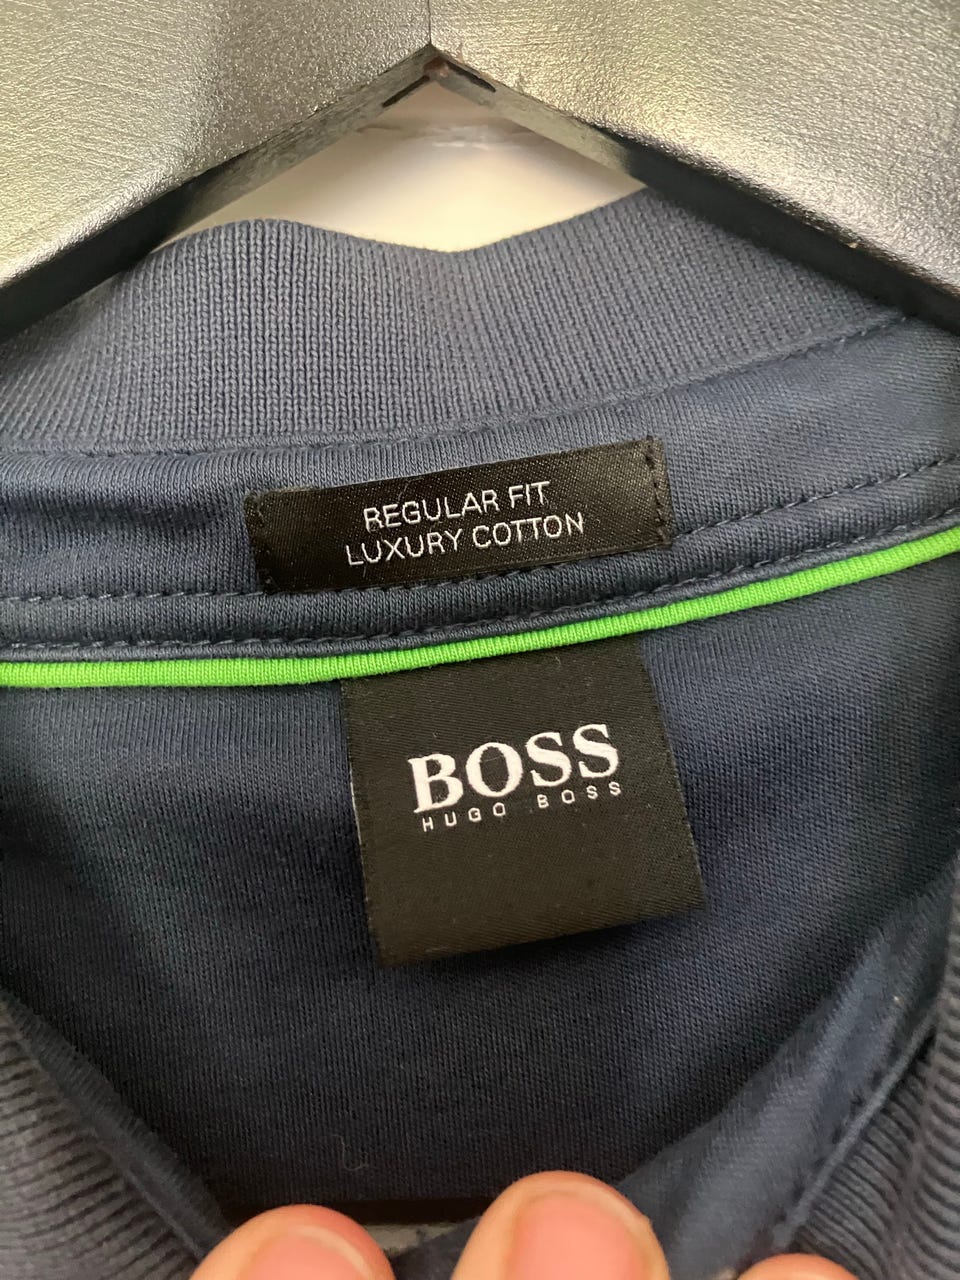 REGULAR FIT
LUXURY COTTON
BOSS
HUGO BOSS